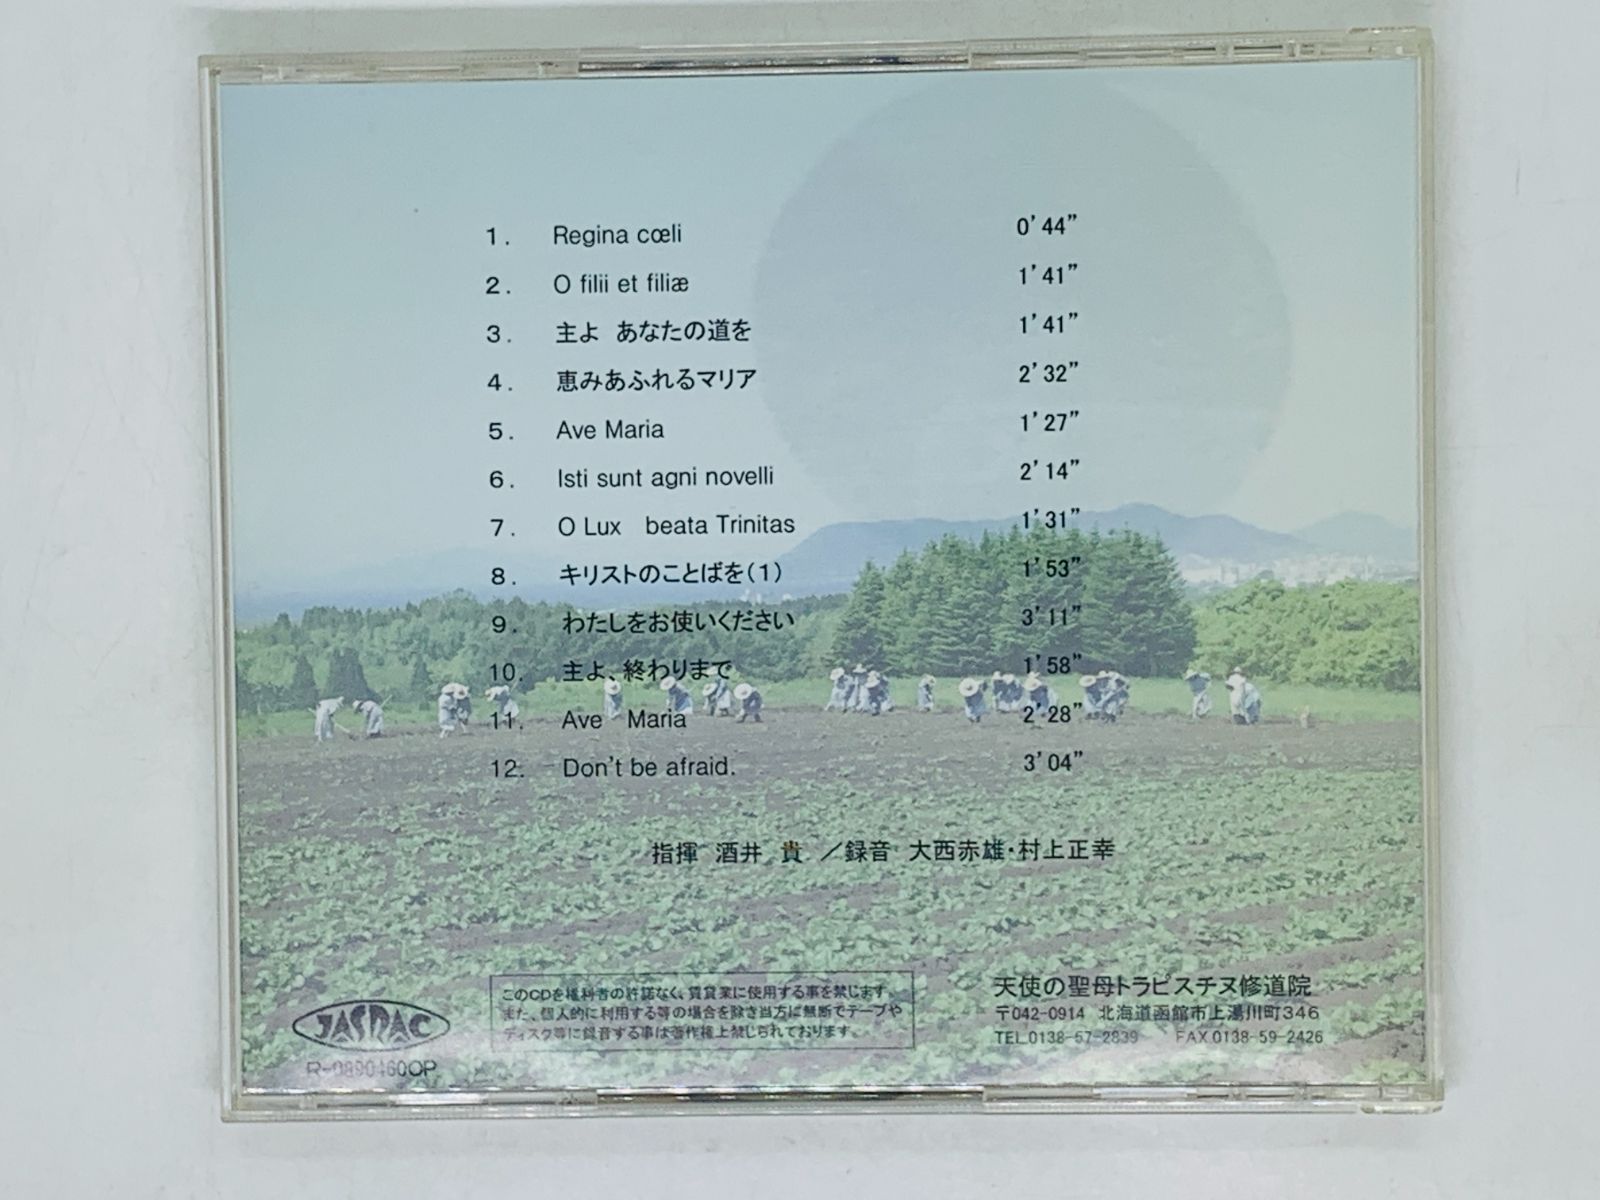 1. Regina cœli 0'44”
2. O filii et filiæ 1'41”
3. 主よ あなたの道を 1'41”
4. 恵みあふれるマリア 2'32”
5. Ave Maria 1'27”
6. Isti sunt agni novelli 2'14”
7. O Lux beata Trinitas 1'31”
8. キリストのことばを(1) 1'53”
9. わたしをお使いください 3'11”
10. 主よ、終わりまで 1'58”
11. Ave Maria 2'28”
12. Don't be afraid. 3'04”
指揮 酒井 貴 ／録音 大西赤雄・村上正幸
このCDを権利者の許諾なく、賃貸業に使用する事を禁じます。
また、個人的に利用する等の場合を除き当方に無断でテープや
ディスク等に録音する事は著作権上禁じられております。
JASRAC
R-0890460OP
天使の聖母トラピスチヌ修道院
〒042-0914 北海道函館市上湯川町346
TEL.0138-57-2839 FAX.0138-59-2426